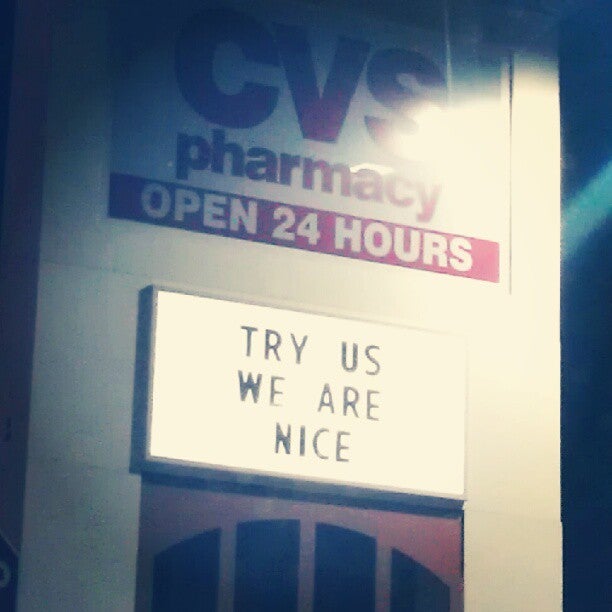 CVS
pharmacy
OPEN 24 HOURS
TRY US
WE ARE
NICE